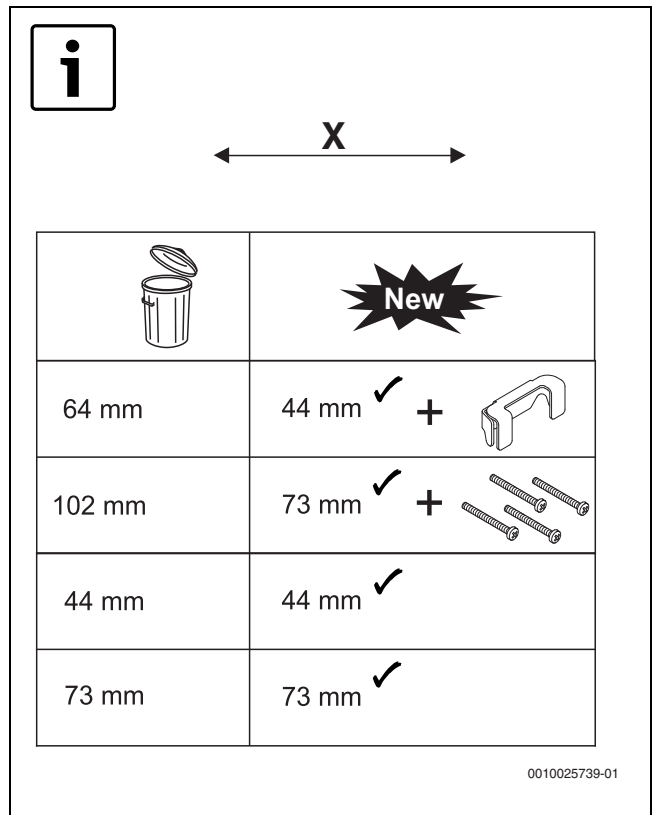 i
X
New
64 mm 44 mm ✓ +
102 mm 73 mm ✓ +
44 mm 44 mm ✓
73 mm 73 mm ✓
0010025739-01